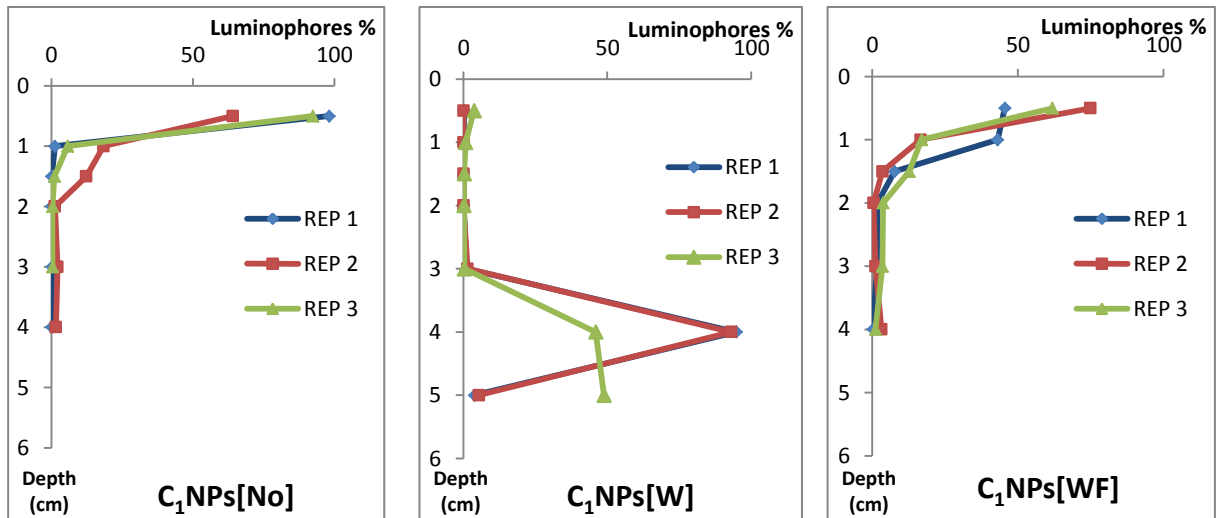 Luminophores %
0 50 100
0
1
2
3
4
5
6
REP 1
REP 2
REP 3
Depth
(cm)
C₁NPs[No]
Luminophores %
0 50 100
0
1
2
3
4
5
6
REP 1
REP 2
REP 3
Depth
(cm)
C₁NPs[W]
Luminophores %
0 50 100
0
1
2
3
4
5
6
REP 1
REP 2
REP 3
Depth
(cm)
C₁NPs[WF]